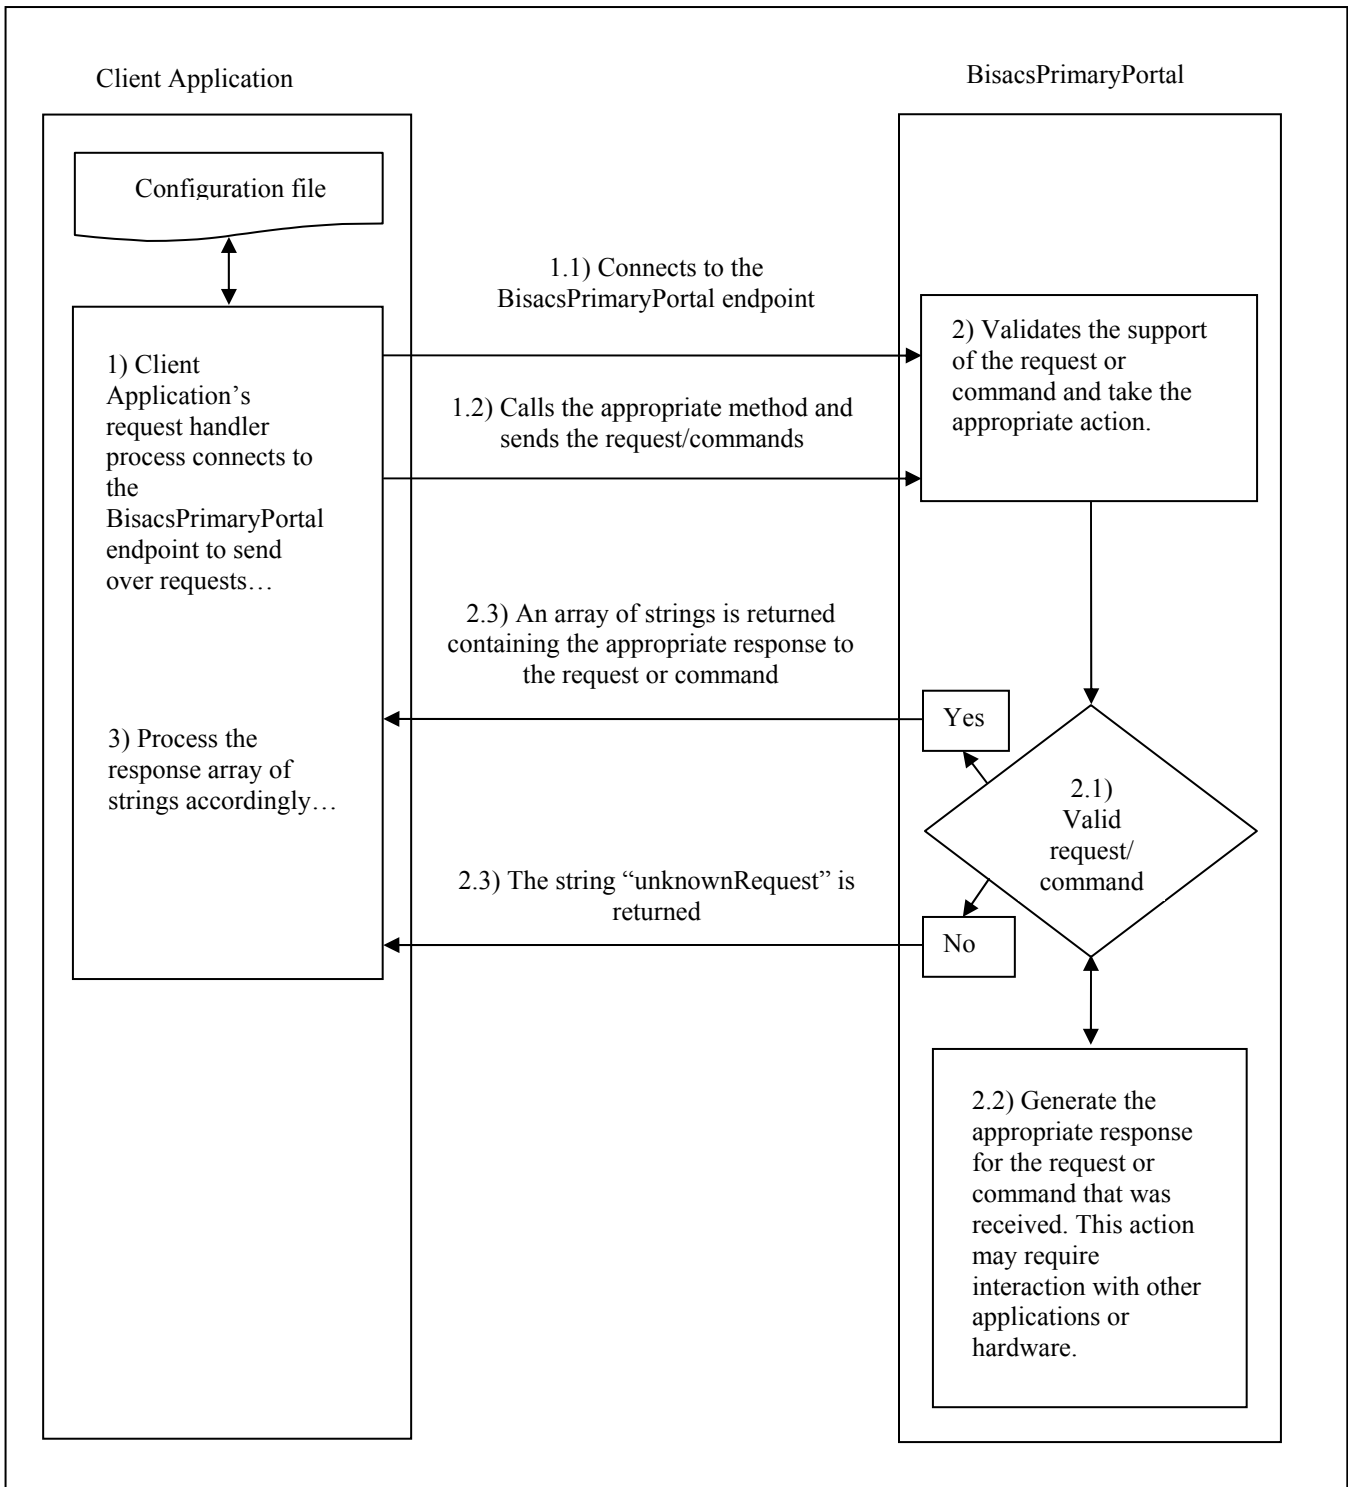 Client Application
BisacsPrimaryPortal
Configuration file
1.1) Connects to the
BisacsPrimaryPortal endpoint
1) Client
Application’s
request handler
process connects to
the
BisacsPrimaryPortal
endpoint to send
over requests…
1.2) Calls the appropriate method and
sends the request/commands
2) Validates the support
of the request or
command and take the
appropriate action.
2.3) An array of strings is returned
containing the appropriate response to
the request or command
Yes
3) Process the
response array of
strings accordingly…
2.1)
Valid
request/
command
2.3) The string “unknownRequest” is
returned
No
2.2) Generate the
appropriate response
for the request or
command that was
received. This action
may require
interaction with other
applications or
hardware.